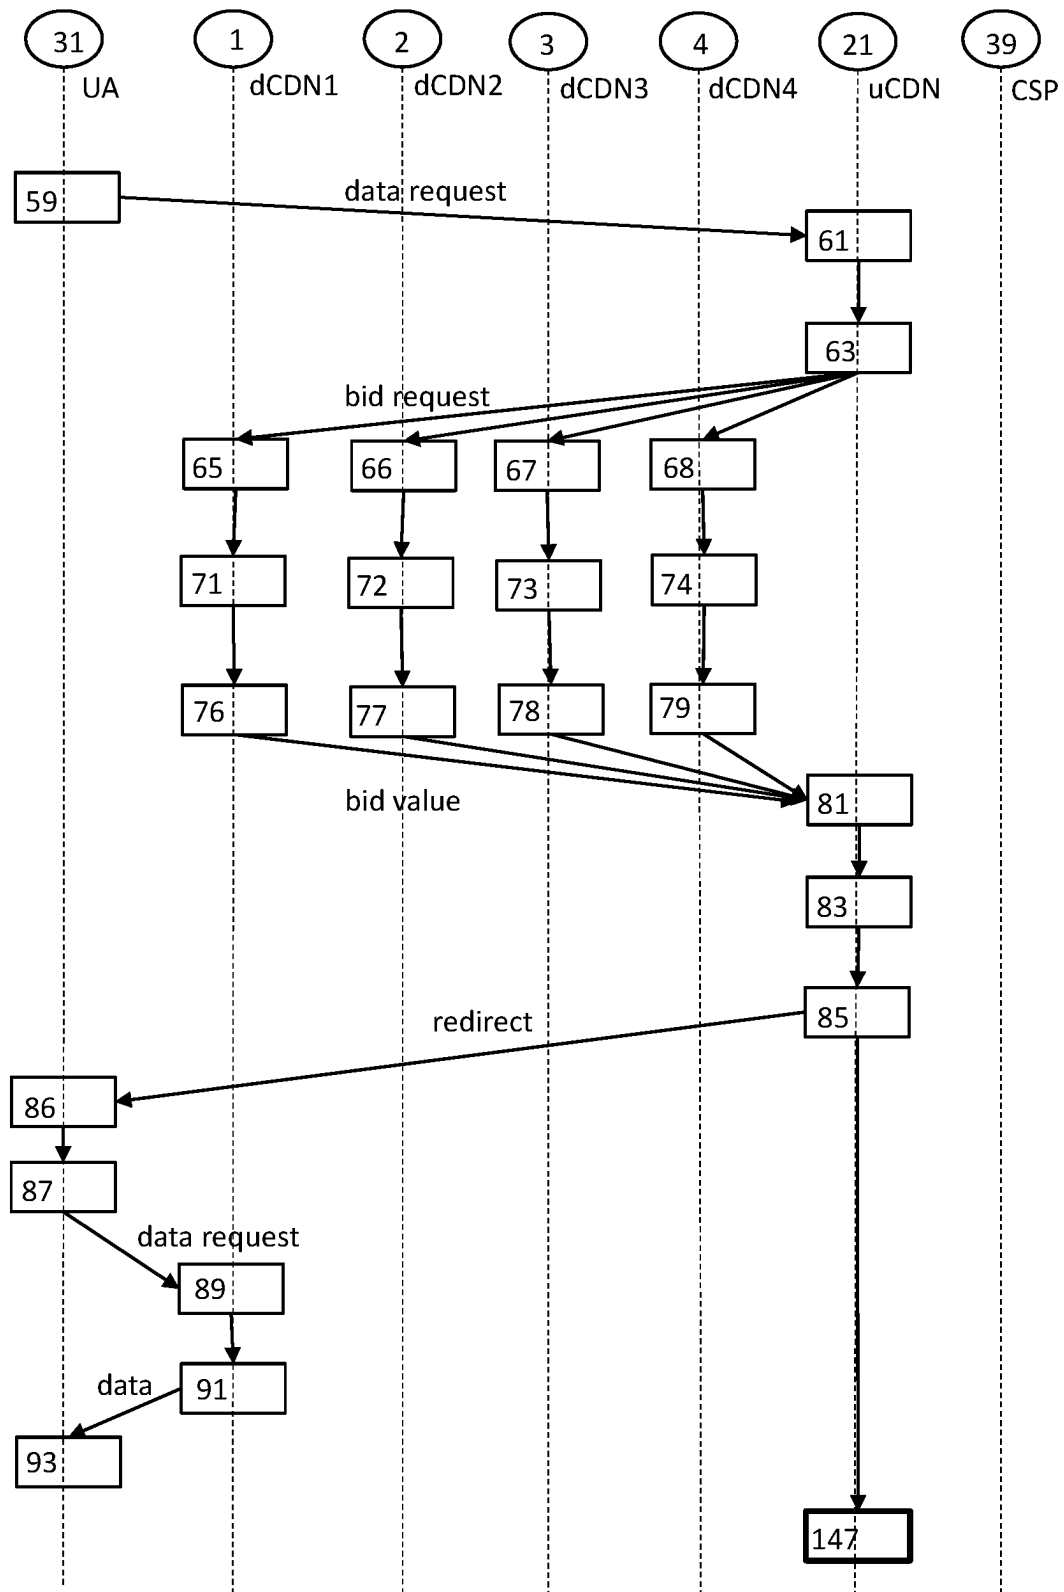 31 1 2 3 4 21 39
UA dCDN1 dCDN2 dCDN3 dCDN4 uCDN CSP
59 data request
61
63
bid request
65 66 67 68
71 72 73 74
76 77 78 79
bid value 81
83
redirect 85
86
87
data request
89
data 91
93
147